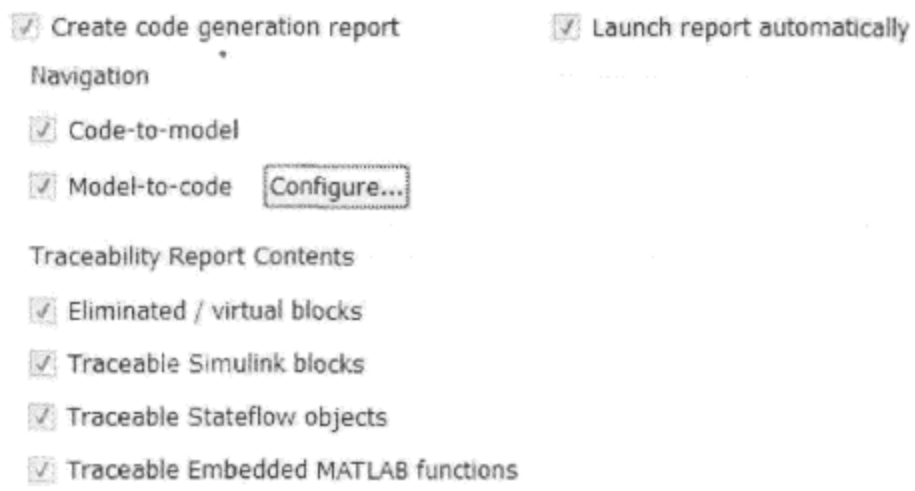 Create code generation report Launch report automatically
Navigation
Code-to-model
Model-to-code Configure...
Traceability Report Contents
Eliminated / virtual blocks
Traceable Simulink blocks
Traceable Stateflow objects
Traceable Embedded MATLAB functions